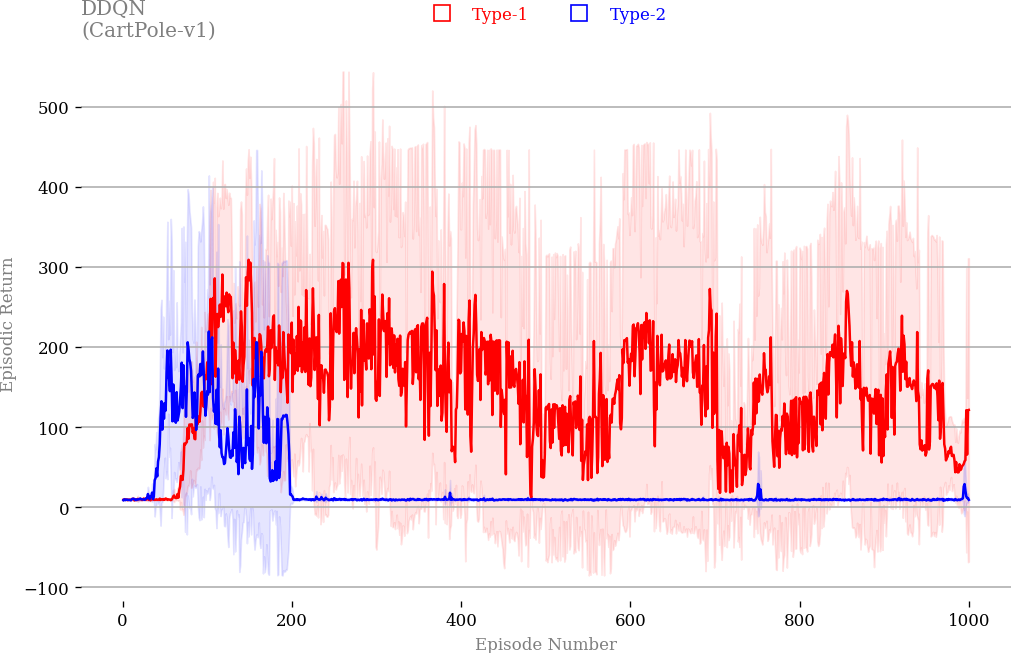 DDQN
(CartPole-v1)
Type-1
Type-2
Episodic Return
500
400
300
200
100
0
−100
0
200
400
600
800
1000
Episode Number